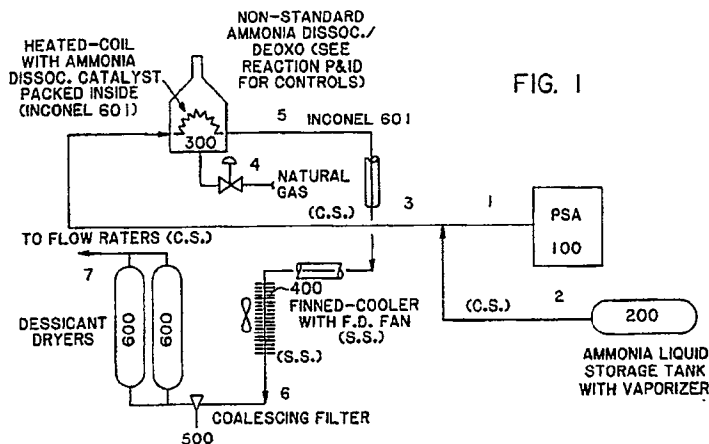 NON-STANDARD
AMMONIA DISSOC./
DEOXO (SEE
REACTION P&ID
FOR CONTROLS)
HEATED-COIL
WITH AMMONIA
DISSOC. CATALYST
PACKED INSIDE
(INCONEL 601)
FIG. 1
5
INCONEL 601
300
4
NATURAL
GAS
(C.S.)
3
1
PSA
100
TO FLOW RATERS (C.S.)
7
400
FINNED-COOLER
WITH F.D. FAN
(S.S.)
(C.S.)
2
200
AMMONIA LIQUID
STORAGE TANK
WITH VAPORIZER
DESSICANT
DRYERS
600
600
(S.S.)
6
COALESCING FILTER
500